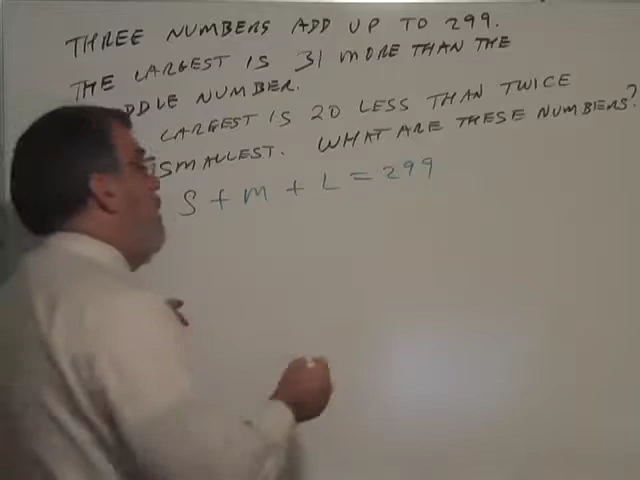 THREE NUMBERS ADD UP TO 299.
THE LARGEST IS 31 MORE THAN THE
DDLE NUMBER.
LARGEST IS 20 LESS THAN TWICE
SMALLEST. WHAT ARE THESE NUMBERS?
S + M + L = 299